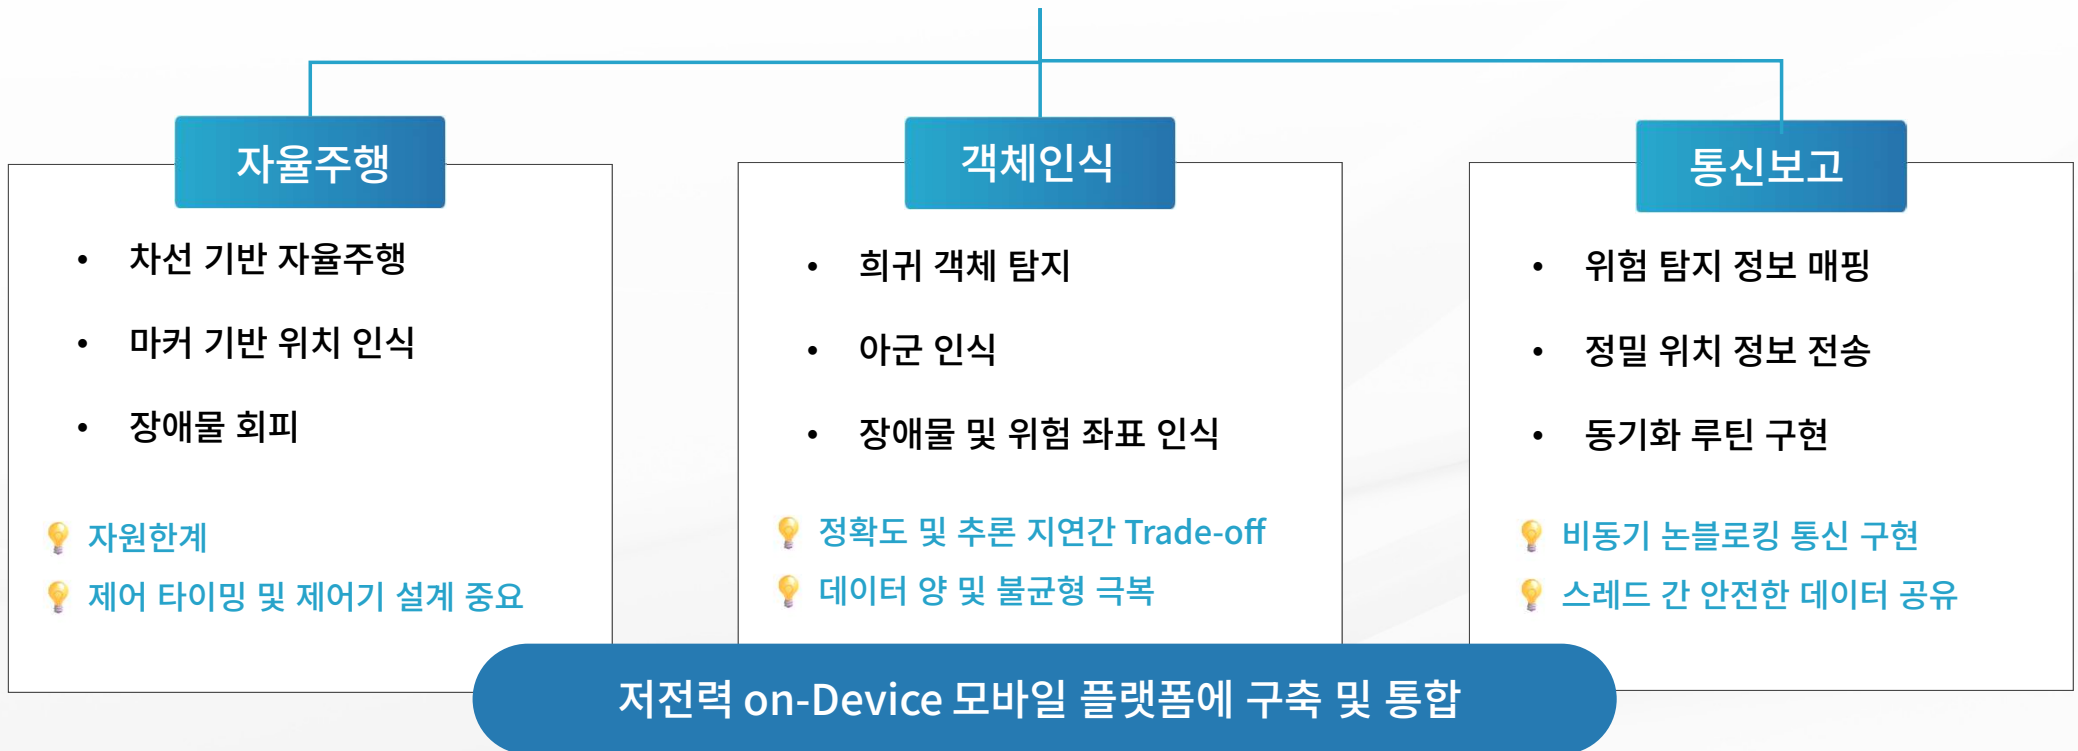 자율주행
• 차선 기반 자율주행
• 마커 기반 위치 인식
• 장애물 회피
자원한계
제어 타이밍 및 제어기 설계 중요
객체인식
• 희귀 객체 탐지
• 아군 인식
• 장애물 및 위험 좌표 인식
정확도 및 추론 지연간 Trade-off
데이터 양 및 불균형 극복
통신보고
• 위험 탐지 정보 매핑
• 정밀 위치 정보 전송
• 동기화 루틴 구현
비동기 논블로킹 통신 구현
스레드 간 안전한 데이터 공유
저전력 on-Device 모바일 플랫폼에 구축 및 통합